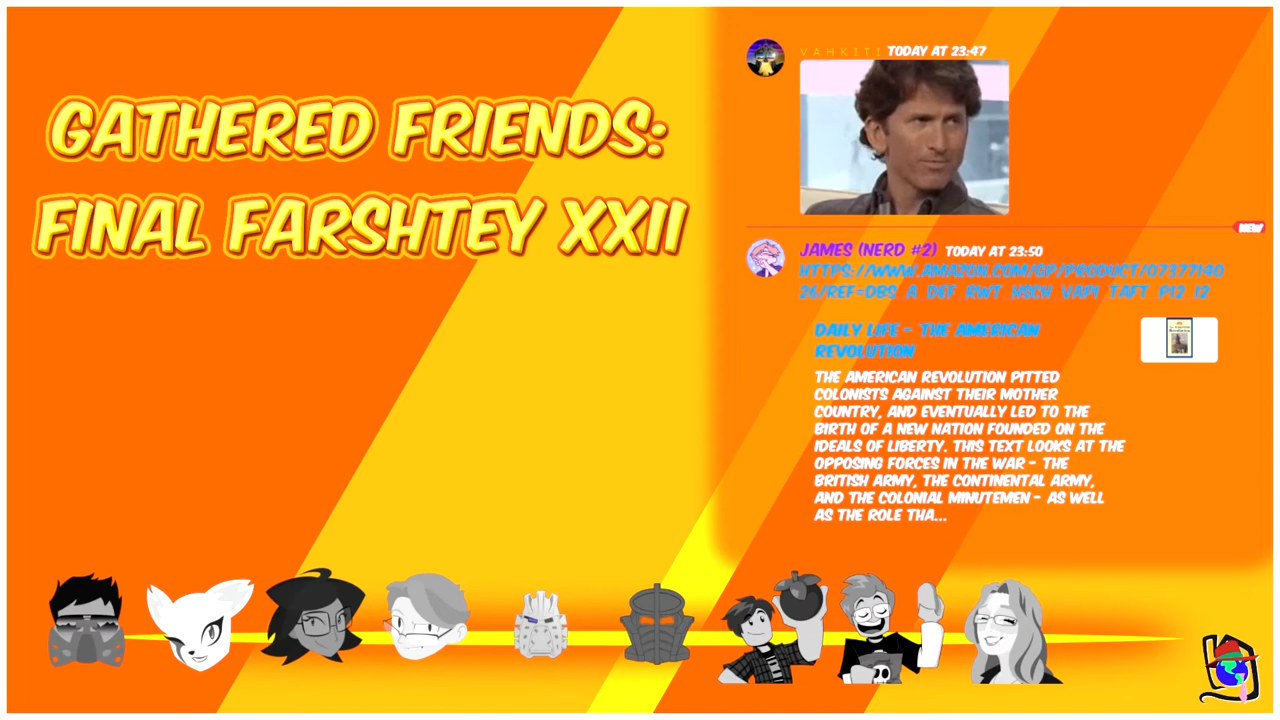 GATHERED FRIENDS:
FINAL FARSHTEY XXII
VAHKITI TODAY AT 23:47
NEW
JAMES (NERD #2) TODAY AT 23:50
HTTPS://WWW.AMAZON.COM/GP/PRODUCT/07377140
26/REF=DBS_A_DEF_RWT_HSCH_VAPI_TAFT_P12_I2
DAILY LIFE - THE AMERICAN
REVOLUTION
THE AMERICAN REVOLUTION PITTED
COLONISTS AGAINST THEIR MOTHER
COUNTRY, AND EVENTUALLY LED TO THE
BIRTH OF A NEW NATION FOUNDED ON THE
IDEALS OF LIBERTY. THIS TEXT LOOKS AT THE
OPPOSING FORCES IN THE WAR - THE
BRITISH ARMY, THE CONTINENTAL ARMY,
AND THE COLONIAL MINUTEMEN - AS WELL
AS THE ROLE THA...